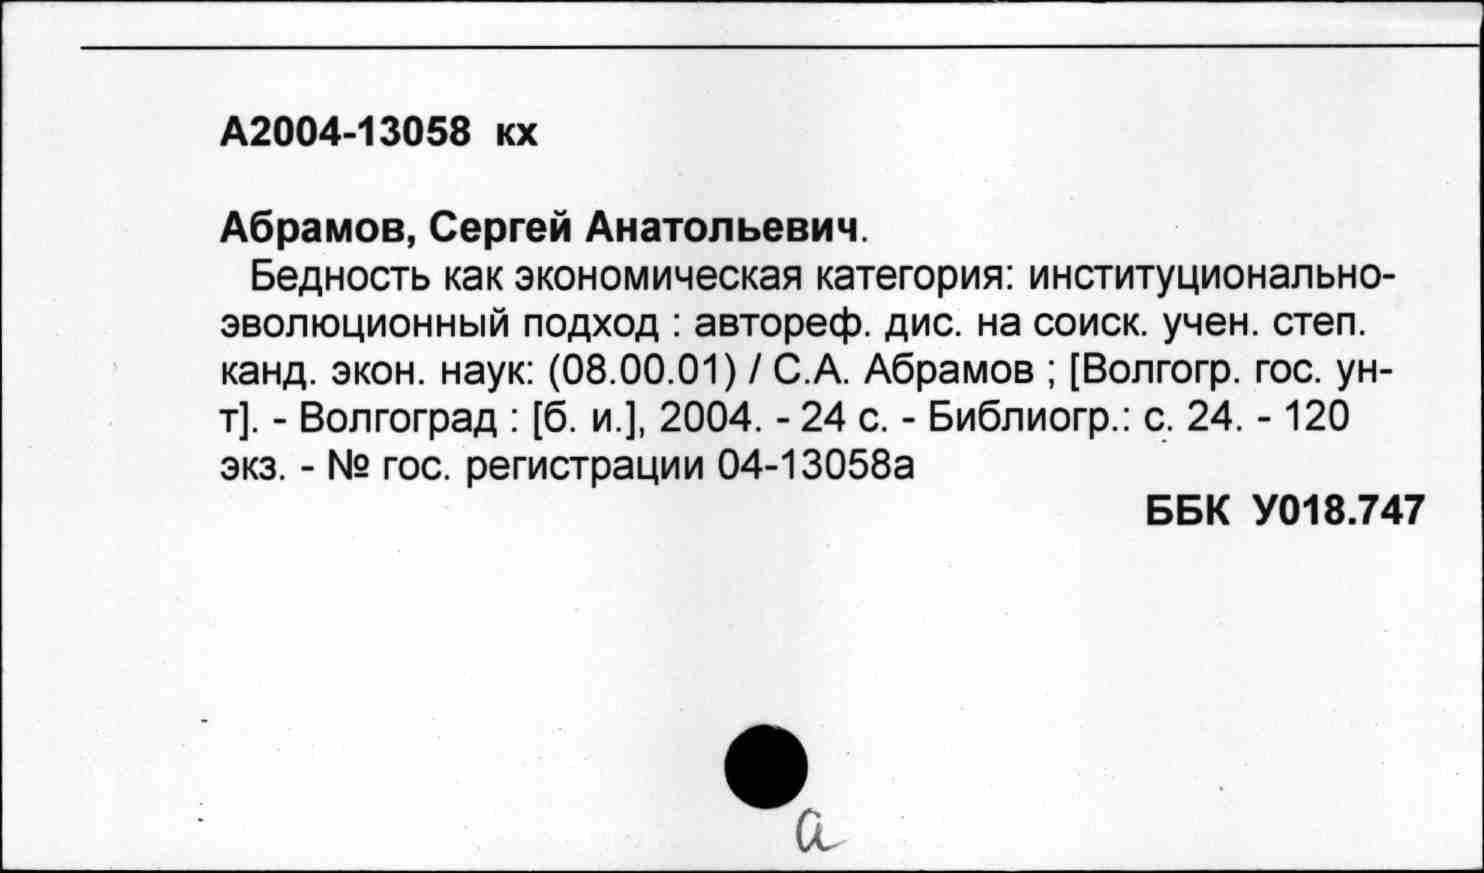 А2004-13058 кх
Абрамов, Сергей Анатольевич.
Бедность как экономическая категория: институционально-
эволюционный подход : автореф. дис. на соиск. учен. степ.
канд. экон. наук: (08.00.01) / С.А. Абрамов ; [Волгогр. гос. ун-
т]. - Волгоград : [б. и.], 2004. - 24 с. - Библиогр.: с. 24. - 120
экз. - № гос. регистрации 04-13058а
ББК У018.747
а